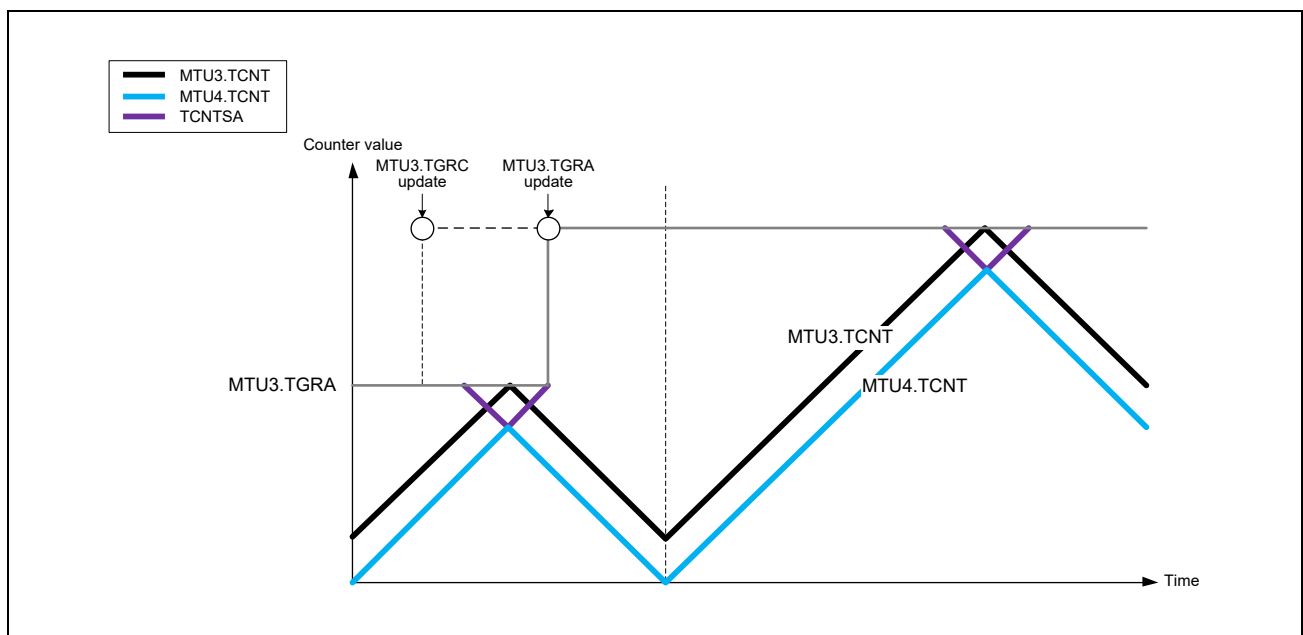 MTU3.TCNT
MTU4.TCNT
TCNTSA
Counter value
MTU3.TGRC
update
MTU3.TGRA
update
MTU3.TCNT
MTU4.TCNT
MTU3.TGRA
Time